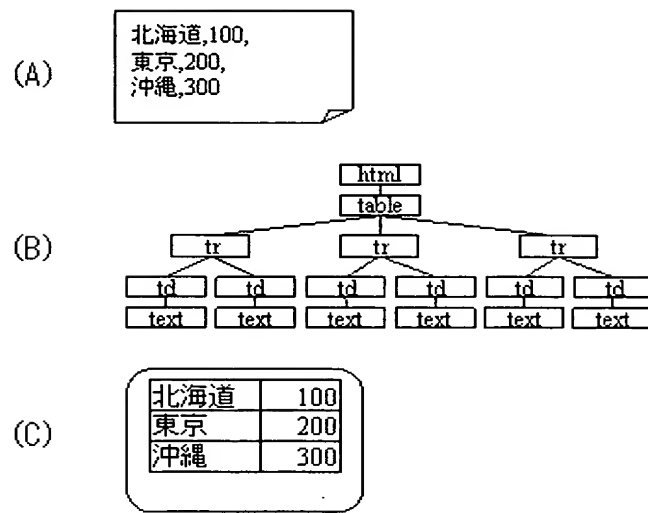 (A)
北海道,100,
東京,200,
沖縄,300
(B)
html
table
tr tr tr
td td td td td td
text text text text text text
(C)
北海道 100
東京 200
沖縄 300